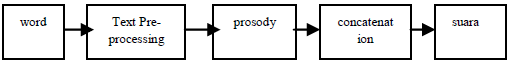 word
Text Pre-
processing
prosody
concatenat
ion
suara